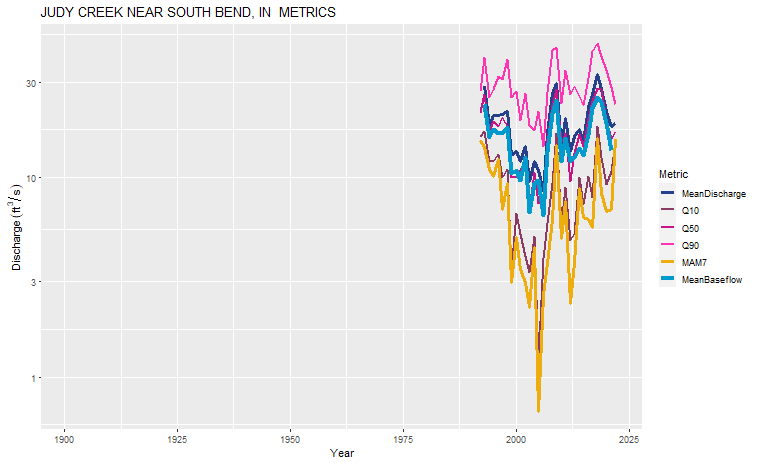 JUDY CREEK NEAR SOUTH BEND, IN  METRICS
Discharge (ft³/s)
30
10
3
1
1900
1925
1950
1975
2000
2025
Year
Metric
MeanDischarge
Q10
Q50
Q90
MAM7
MeanBaseflow